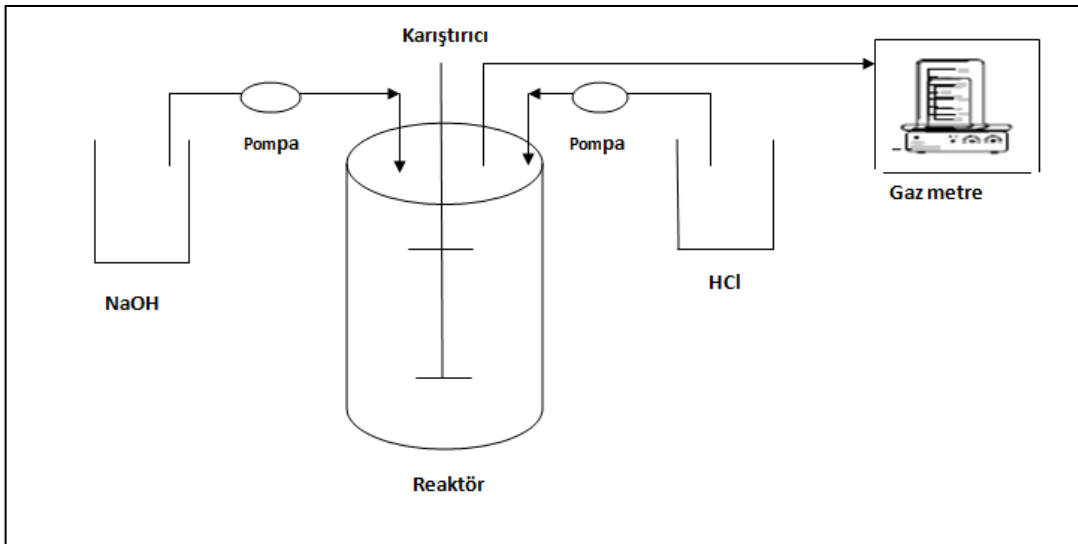 Karıştırıcı
Pompa
Pompa
Gaz metre
NaOH
HCl
Reaktör